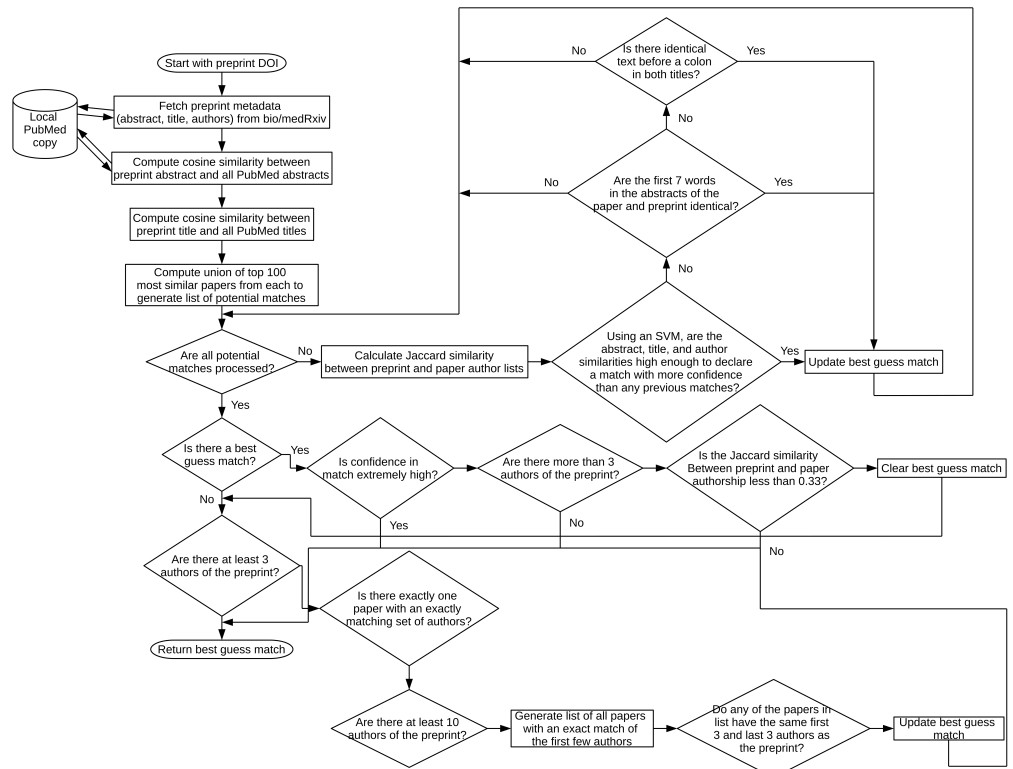 Start with preprint DOI
Fetch preprint metadata
(abstract, title, authors) from bio/medRxiv
Local
PubMed
copy
Compute cosine similarity between
preprint abstract and all PubMed abstracts
Compute cosine similarity between
preprint title and all PubMed titles
Compute union of top 100
most similar papers from each to
generate list of potential matches
Are all potential
matches processed?
No
Calculate Jaccard similarity
between preprint and paper author lists
Using an SVM, are the
abstract, title, and author
similarities high enough to declare
a match with more confidence
than any previous matches?
Yes
Update best guess match
No
Are the first 7 words
in the abstracts of the
paper and preprint identical?
No
Yes
No
Is there identical
text before a colon
in both titles?
No
Yes
Yes
Is there a best
guess match?
Yes
Is confidence in
match extremely high?
Are there more than 3
authors of the preprint?
Is the Jaccard similarity
Between preprint and paper
authorship less than 0.33?
Clear best guess match
No
Yes
No
No
Are there at least 3
authors of the preprint?
Is there exactly one
paper with an exactly
matching set of authors?
Return best guess match
Are there at least 10
authors of the preprint?
Generate list of all papers
with an exact match of
the first few authors
Do any of the papers in
list have the same first
3 and last 3 authors as
the preprint?
Update best guess
match